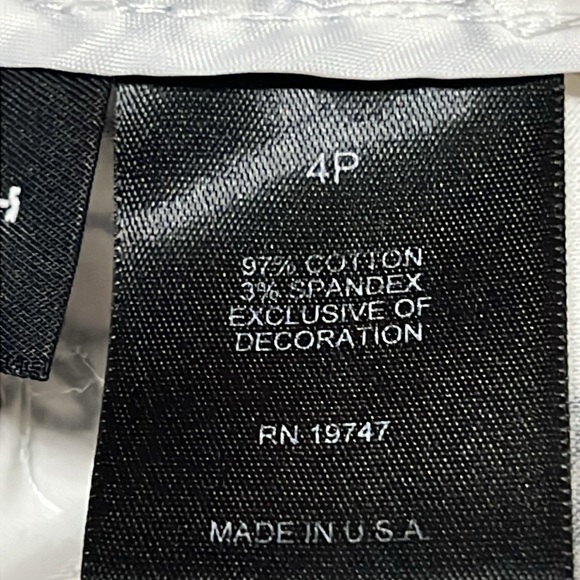 4P
97% COTTON
3% SPANDEX
EXCLUSIVE OF
DECORATION
RN 19747
MADE IN U.S.A.